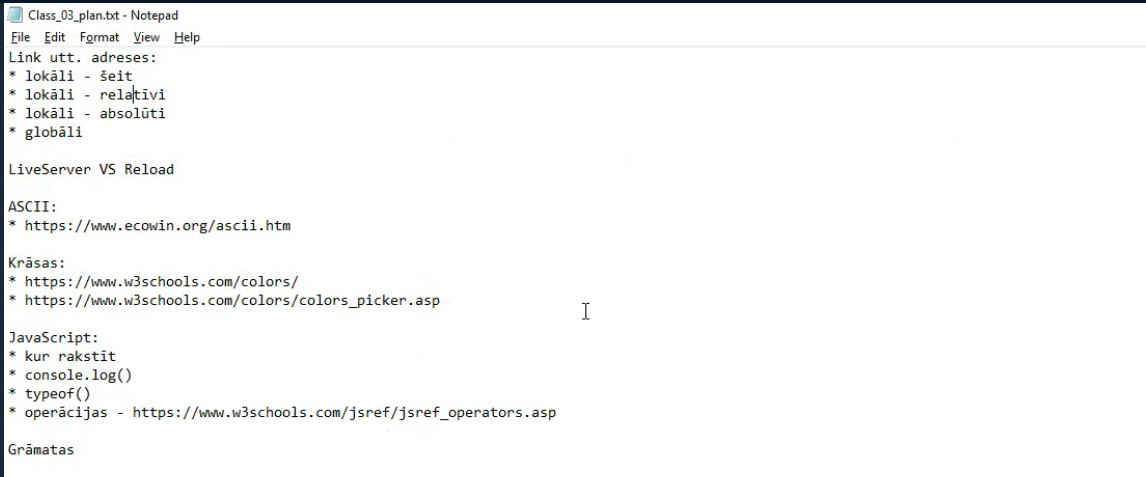 Class_03_plan.txt - Notepad
File Edit Format View Help
Link utt. adreses:
* lokāli - šeit
* lokāli - relatīvi
* lokāli - absolūti
* globāli
LiveServer VS Reload
ASCII:
* https://www.ecowin.org/ascii.htm
Krāsas:
* https://www.w3schools.com/colors/
* https://www.w3schools.com/colors/colors_picker.asp
JavaScript:
* kur rakstīt
* console.log()
* typeof()
* operācijas - https://www.w3schools.com/jsref/jsref_operators.asp
Grāmatas